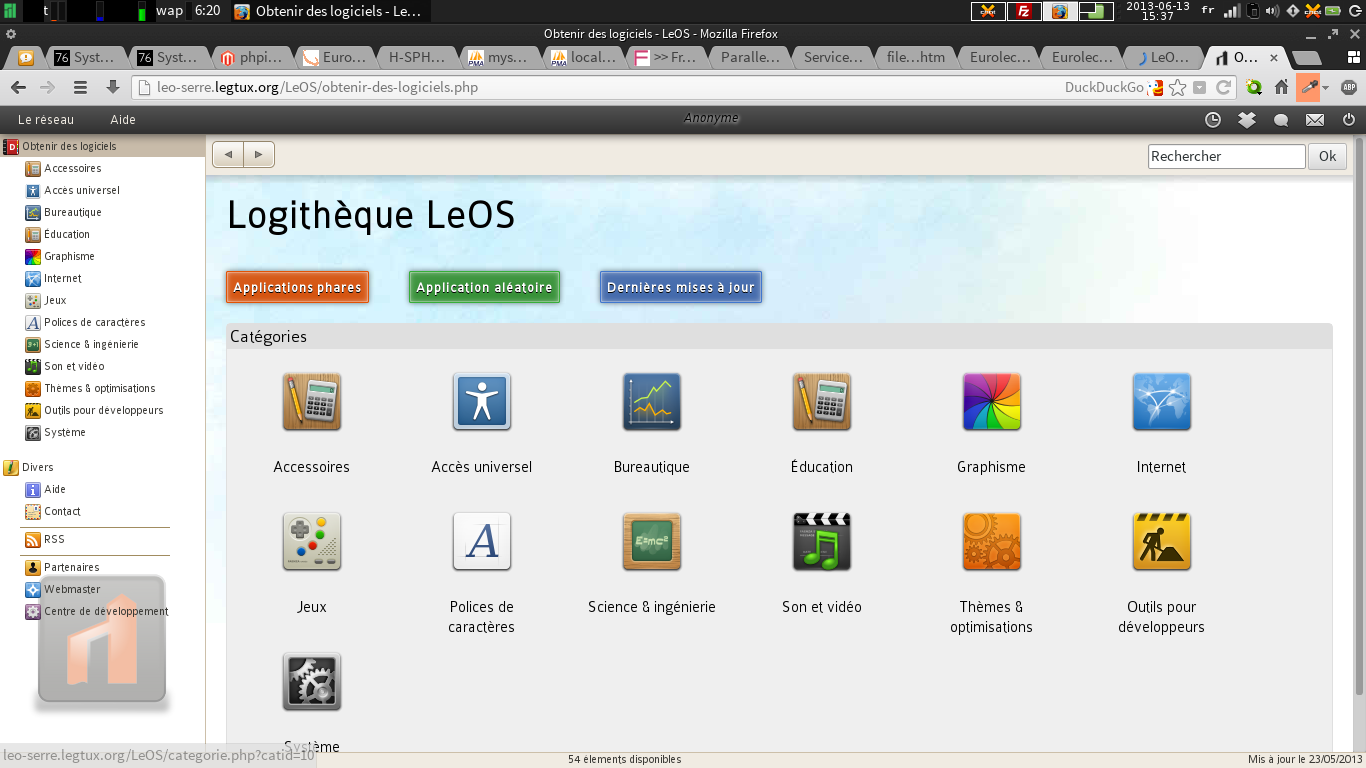 t wap 6:20 Obtenir des logiciels - Le... 2013-06-13 15:37 fr
Obtenir des logiciels - LeOS - Mozilla Firefox
76 Syst... 76 Syst... phpi... Euro... H-SPH... PMA mys... PMA local... >> Fr... Paralle... Service... file...htm Eurolec... Eurolec... LeO... O...
leo-serre.legtux.org/LeOS/obtenir-des-logiciels.php DuckDuckGo ABP
Le réseau Aide Anonyme
Obtenir des logiciels
Accessoires
Accès universel
Bureautique
Éducation
Graphisme
Internet
Jeux
Polices de caractères
Science & ingénierie
Son et vidéo
Thèmes & optimisations
Outils pour développeurs
Système
Divers
Aide
Contact
RSS
Partenaires
Webmaster
Centre de développement
leo-serre.legtux.org/LeOS/categorie.php?catid=10
Rechercher Ok
Logithèque LeOS
Applications phares Application aléatoire Dernières mises à jour
Catégories
Accessoires Accès universel Bureautique Éducation Graphisme Internet
A E=mc²
Jeux Polices de caractères Science & ingénierie Son et vidéo Thèmes & optimisations Outils pour développeurs
Système
54 élements disponibles Mis à jour le 23/05/2013